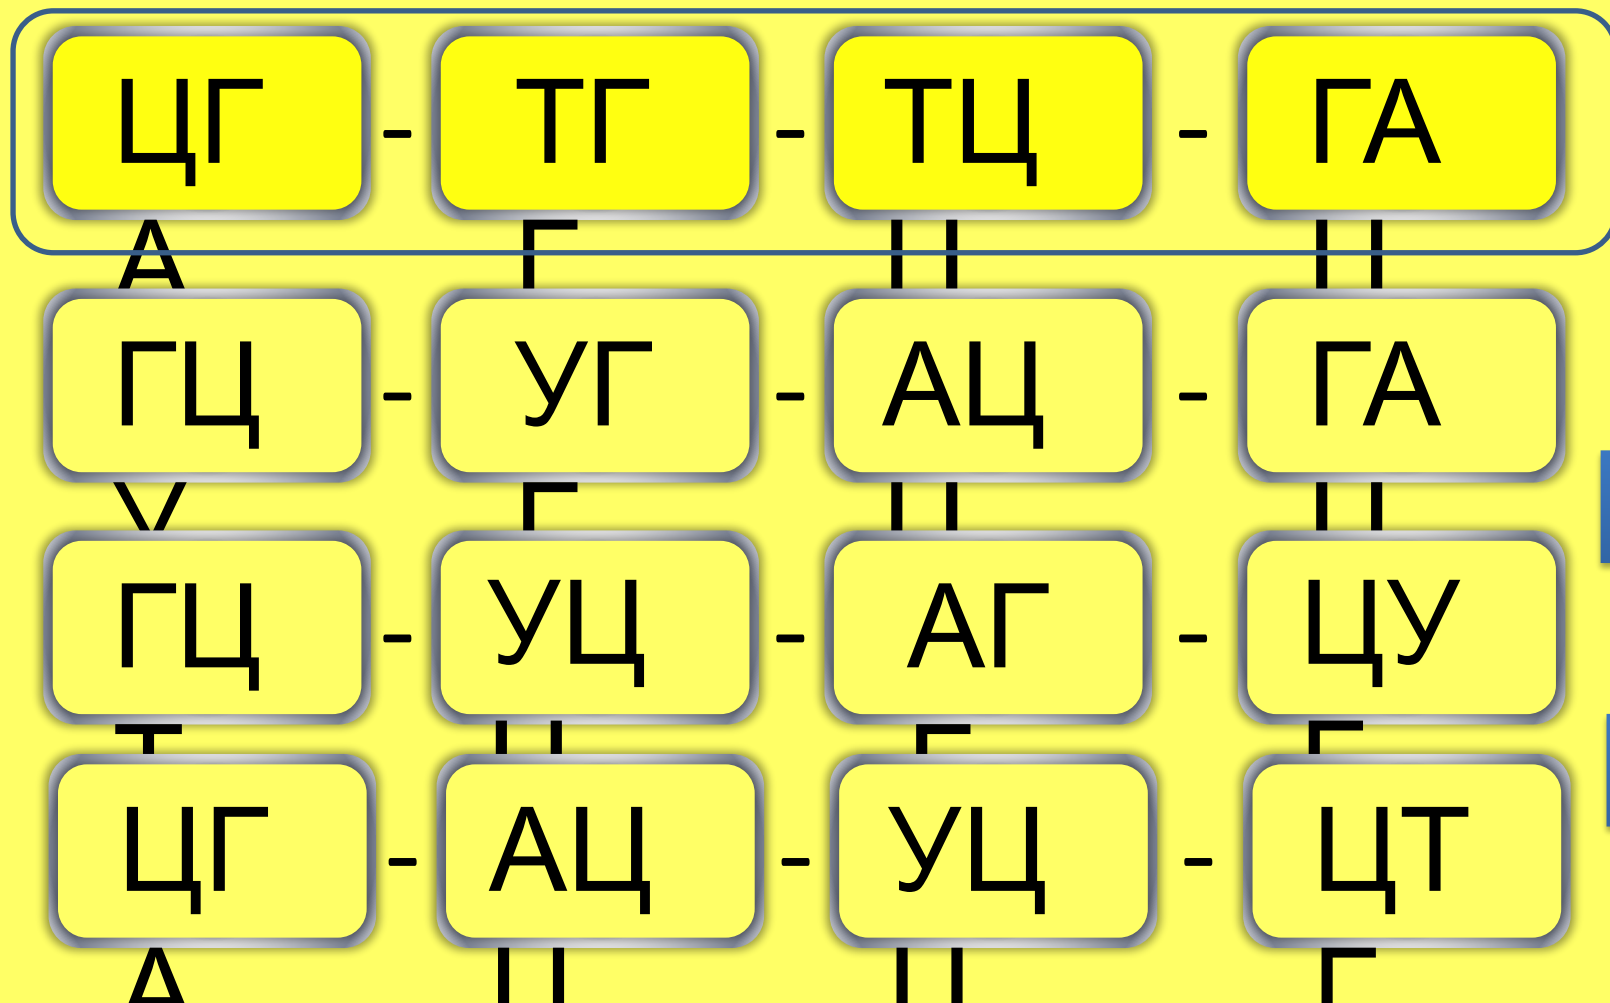 ЦГ - ТГ - ТЦ - ГА
А Г Ц Ц
ГЦ - УГ - АЦ - ГА
У Г Ц Ц
ГЦ - УЦ - АГ - ЦУ
Т Ц Г Г
ЦГ - АЦ - УЦ - ЦТ
А Ц Ц Г